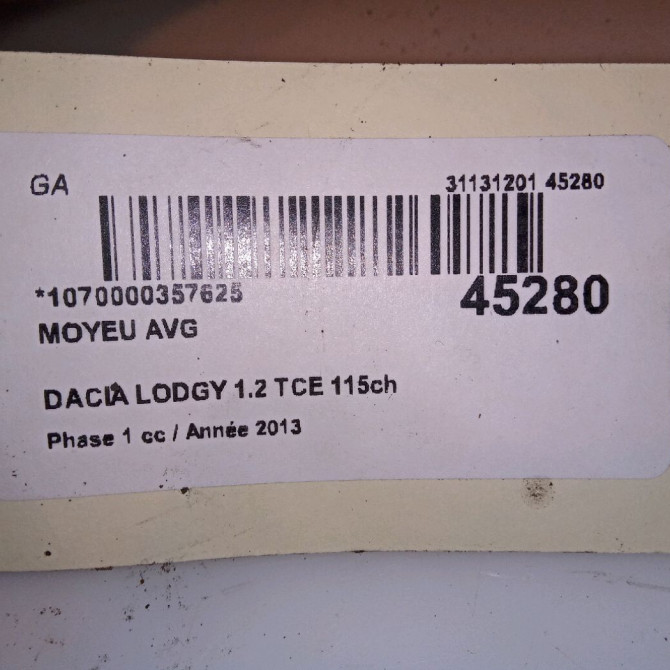 GA
31131201 45280
*1070000357625
45280
MOYEU AVG
DACIA LODGY 1.2 TCE 115ch
Phase 1 cc / Année 2013